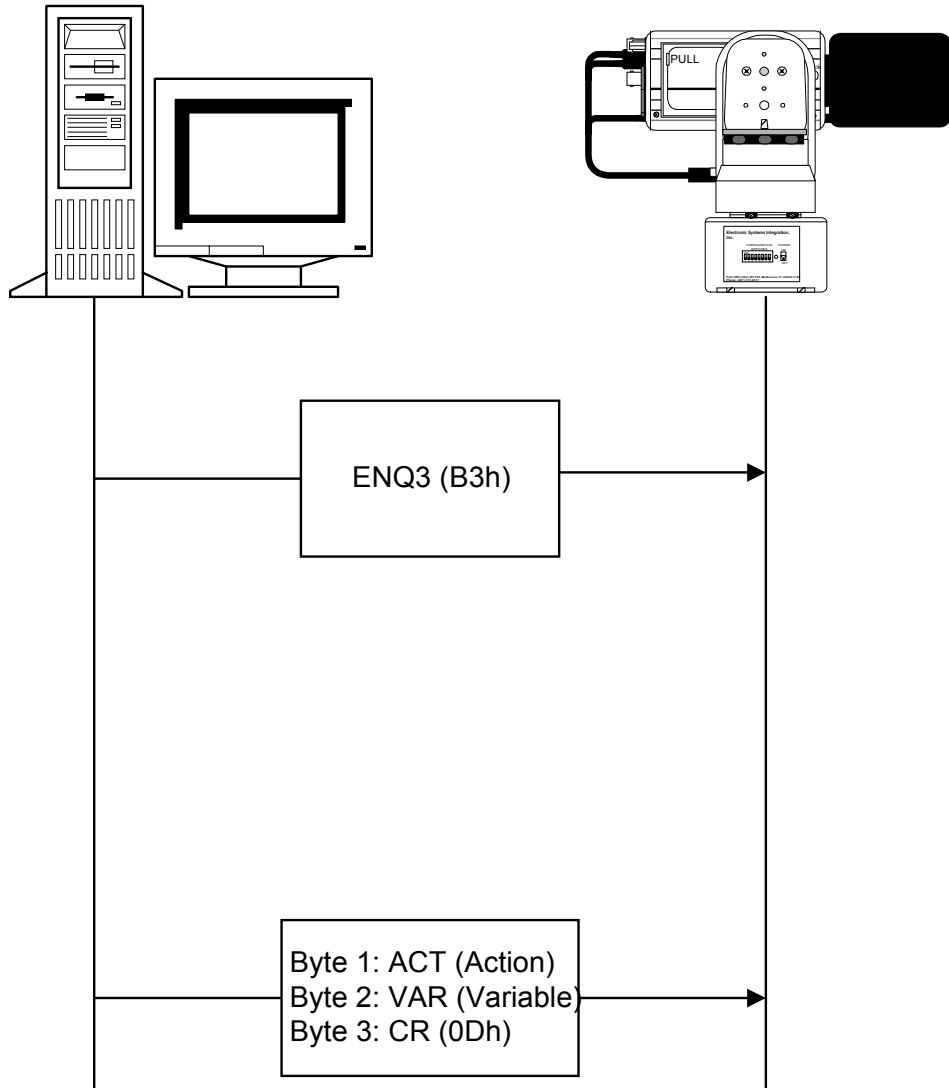 PULL
Electronic Systems Integration,
Inc.
ENQ3 (B3h)
Byte 1: ACT (Action)
Byte 2: VAR (Variable)
Byte 3: CR (0Dh)